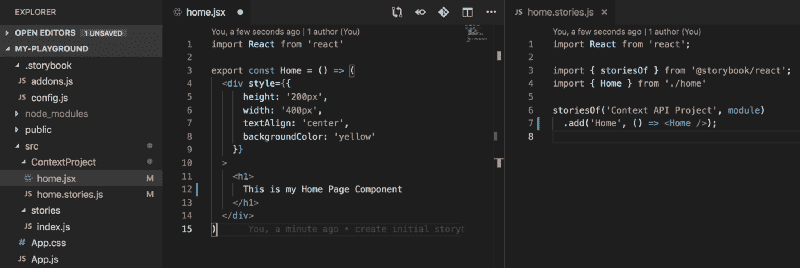 EXPLORER
OPEN EDITORS 1 UNSAVED
MY-PLAYGROUND
.storybook
JS addons.js
JS config.js
node_modules
public
src
ContextProject
home.jsx M
JS home.stories.js M
stories
JS index.js
# App.css
JS App.js
home.jsx
You, a few seconds ago | 1 author (You)
1 import React from 'react'
2
3 export const Home = () => (
4 <div style={{
5 height: '200px',
6 width: '400px',
7 textAlign: 'center',
8 backgroundColor: 'yellow'
9 }}
10 >
11 <h1>
12 This is my Home Page Component
13 </h1>
14 </div>
15 ) You, a minute ago • create initial story!
JS home.stories.js
You, a few seconds ago | 1 author (You)
1 import React from 'react';
2
3 import { storiesOf } from '@storybook/react';
4 import { Home } from './home'
5
6 storiesOf('Context API Project', module)
7 .add('Home', () => <Home />);
8